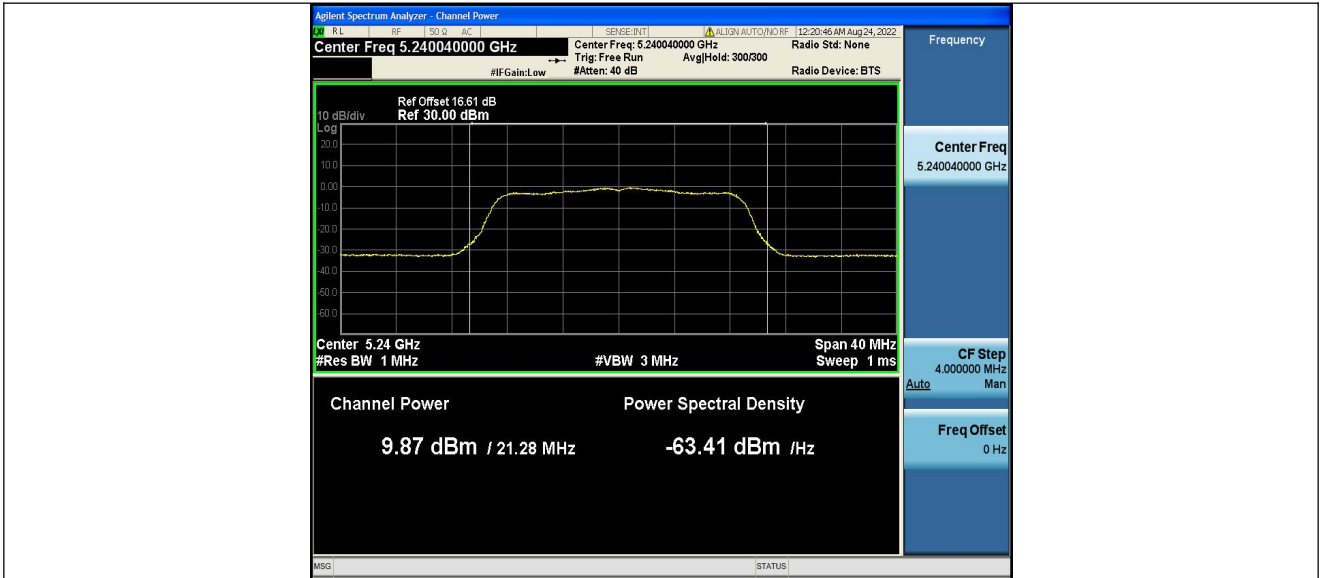 Agilent Spectrum Analyzer - Channel Power
LXI RL RF 50 Ω AC SENSE:INT ALIGN AUTO/NO RF 12:20:46 AM Aug 24, 2022
Center Freq 5.240040000 GHz
Center Freq: 5.240040000 GHz
Radio Std: None
Trig: Free Run
Avg|Hold: 300/300
#IFGain:Low
#Atten: 40 dB
Radio Device: BTS
Ref Offset 16.61 dB
10 dB/div
Ref 30.00 dBm
Log
20.0
10.0
0.00
-10.0
-20.0
-30.0
-40.0
-50.0
-60.0
Center 5.24 GHz
Span 40 MHz
#Res BW 1 MHz
#VBW 3 MHz
Sweep 1 ms
Channel Power
Power Spectral Density
9.87 dBm / 21.28 MHz
-63.41 dBm /Hz
MSG
STATUS
Frequency
Center Freq
5.240040000 GHz
CF Step
4.000000 MHz
Auto Man
Freq Offset
0 Hz